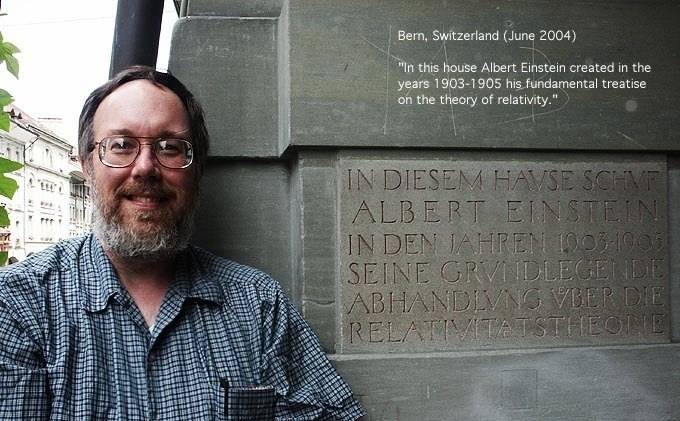 Bern, Switzerland (June 2004)
"In this house Albert Einstein created in the
years 1903-1905 his fundamental treatise
on the theory of relativity."
IN DIESEM HAVSE SCHVF
ALBERT EINSTEIN
IN DEN JAHREN 1903-1905
SEINE GRVNDLEGENDE
ABHANDLVNG VBER DIE
RELATIVITATSTHEORIE